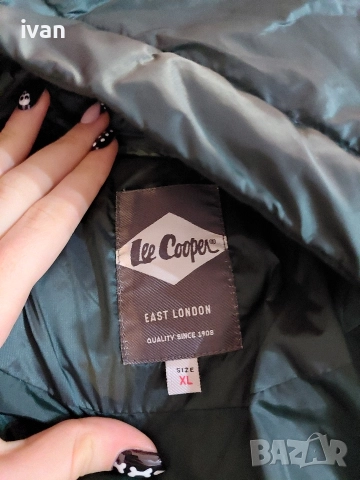 ivan
Lee Cooper®
EAST LONDON
QUALITY SINCE 1908
SIZE
XL
BAZAR